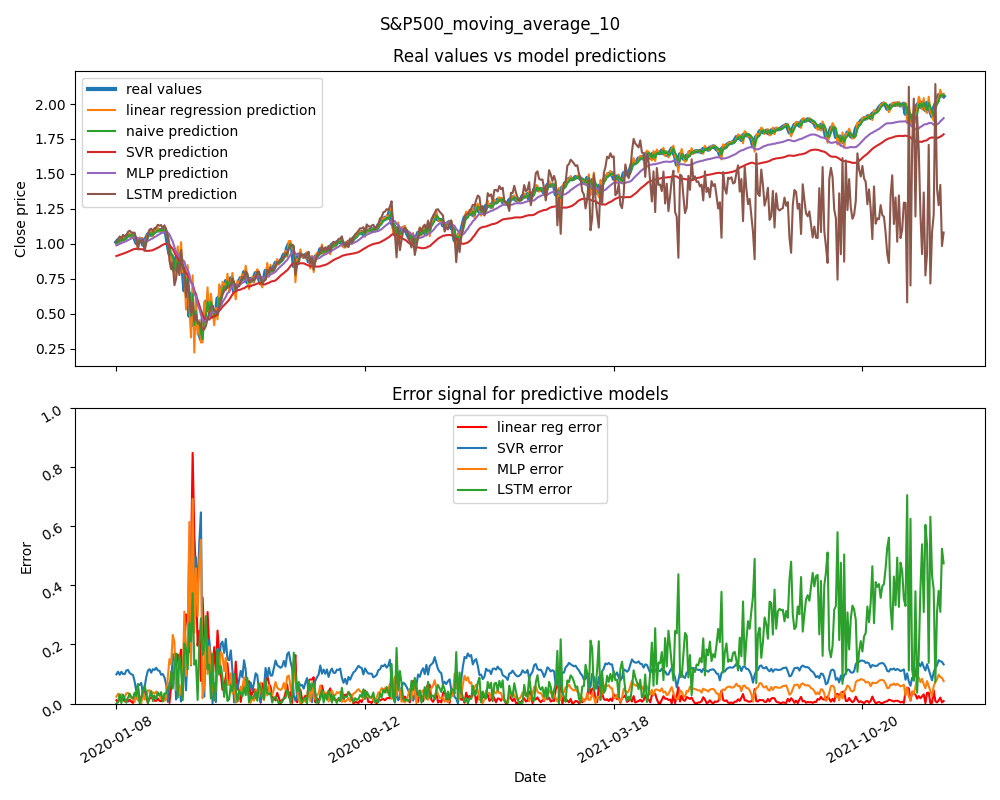 S&P500_moving_average_10
Real values vs model predictions
real values
linear regression prediction
naive prediction
SVR prediction
MLP prediction
LSTM prediction
Close price
2.00
1.75
1.50
1.25
1.00
0.75
0.50
0.25
Error signal for predictive models
linear reg error
SVR error
MLP error
LSTM error
Error
1.0
0.8
0.6
0.4
0.2
0.0
2020-01-08
2020-08-12
2021-03-18
2021-10-20
Date